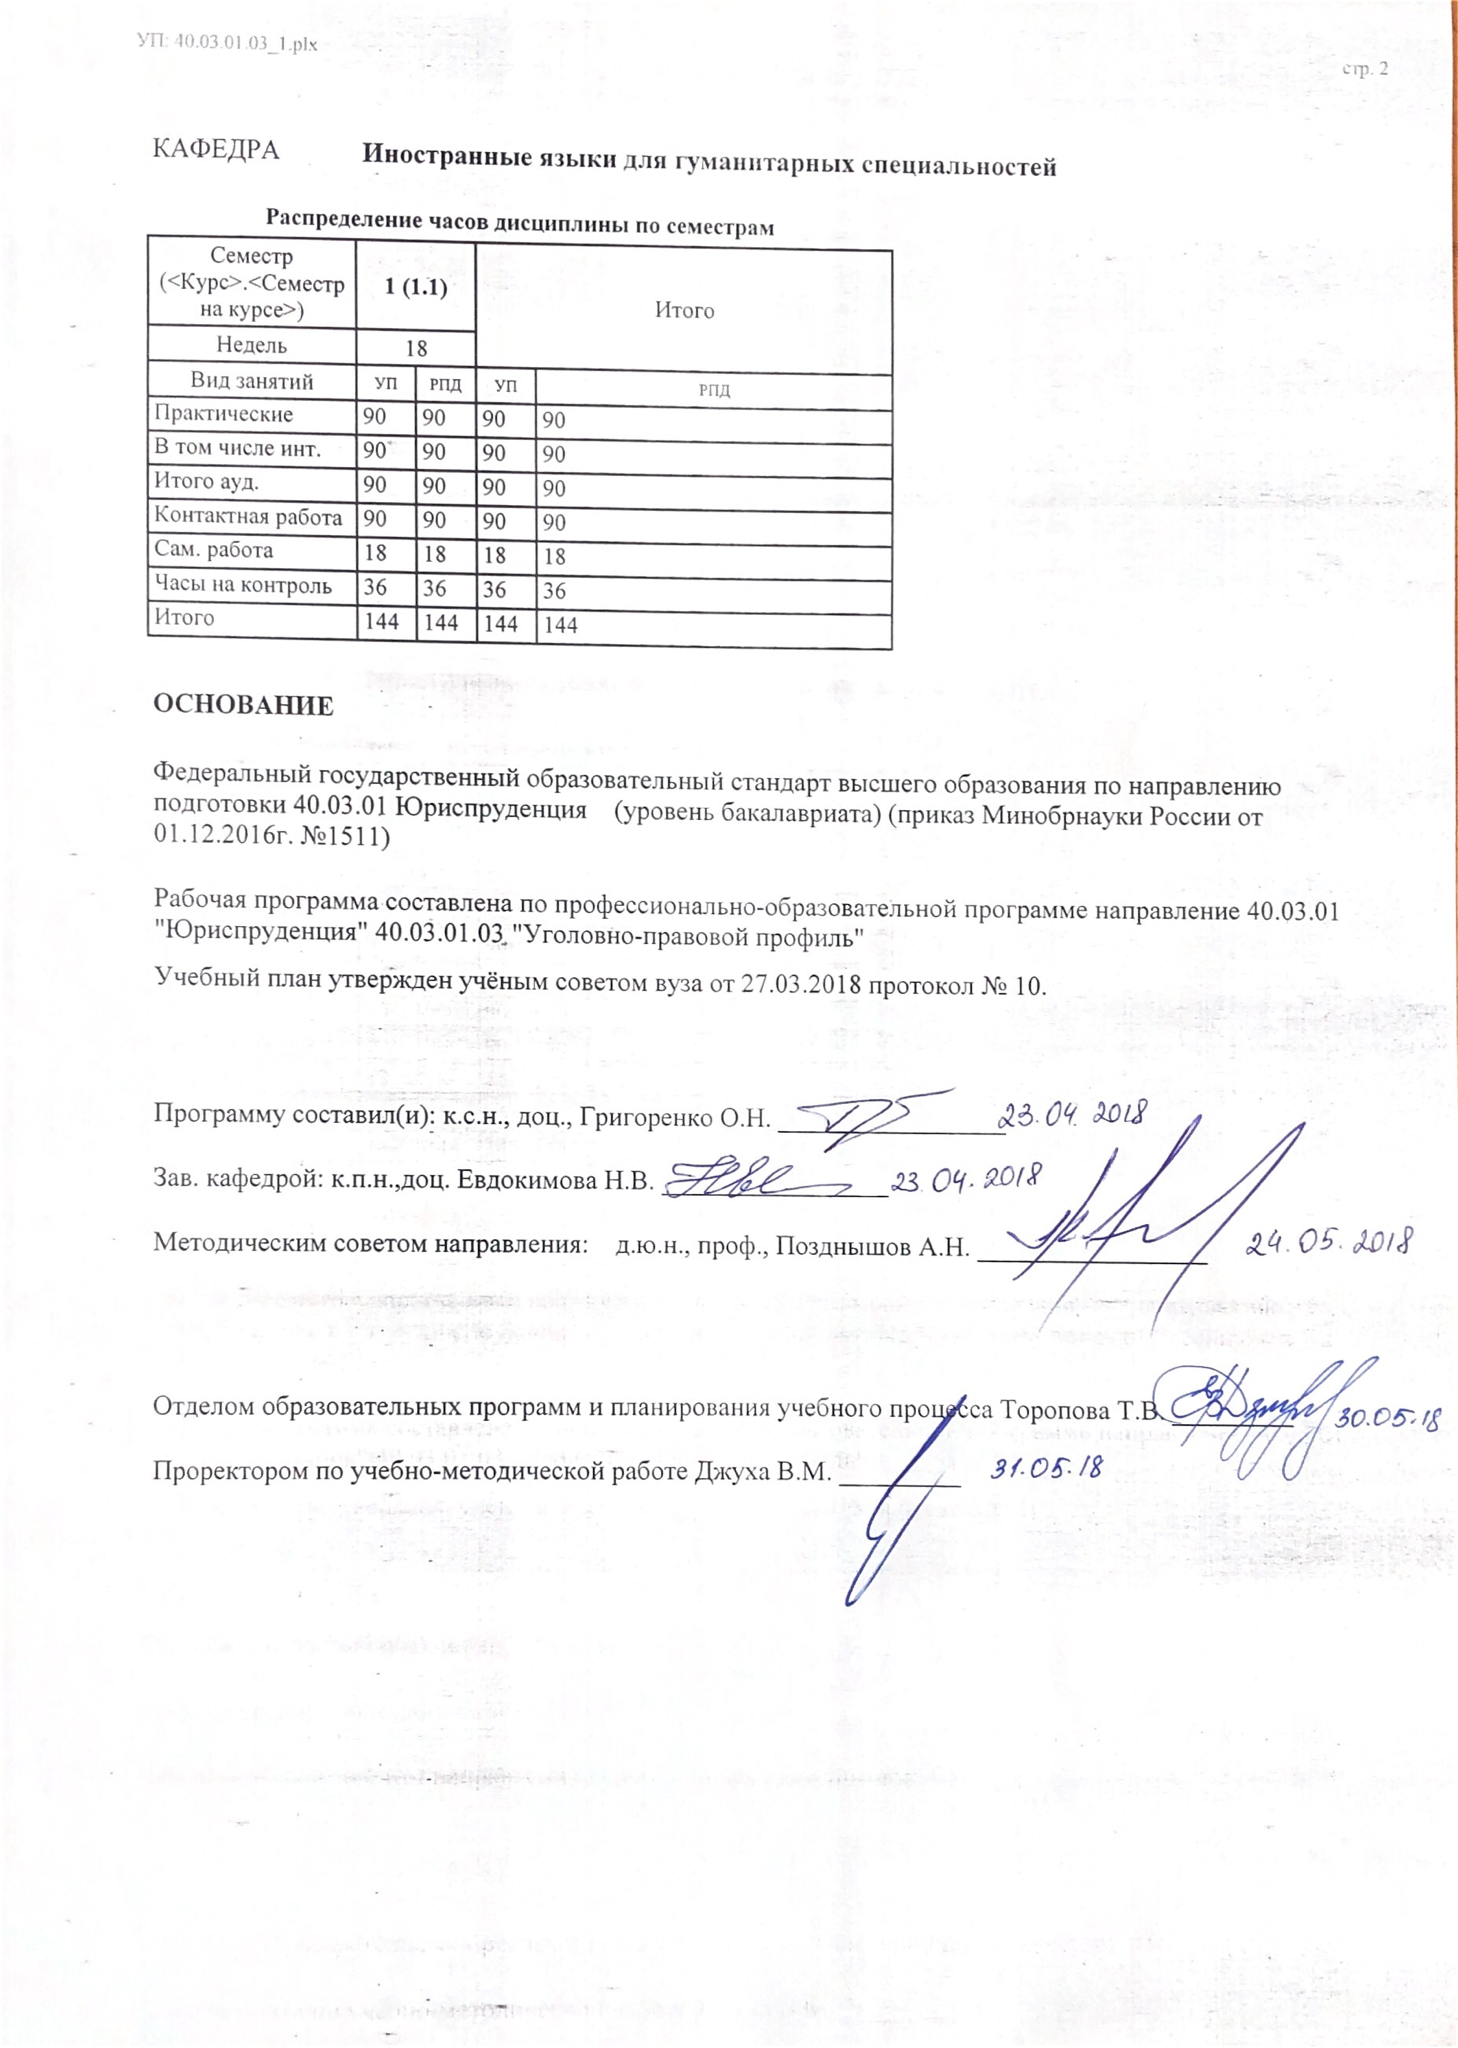 УП: 40.03.01.03_1.plx
стр. 2
КАФЕДРА Иностранные языки для гуманитарных специальностей
Распределение часов дисциплины по семестрам
Семестр
(<Курс>.<Семестр
на курсе>)
1 (1.1)
Итого
Недель 18
Вид занятий УП РПД УП РПД
Практические 90 90 90 90
В том числе инт. 90 90 90 90
Итого ауд. 90 90 90 90
Контактная работа 90 90 90 90
Сам. работа 18 18 18 18
Часы на контроль 36 36 36 36
Итого 144 144 144 144
ОСНОВАНИЕ
Федеральный государственный образовательный стандарт высшего образования по направлению
подготовки 40.03.01 Юриспруденция (уровень бакалавриата) (приказ Минобрнауки России от
01.12.2016г. №1511)
Рабочая программа составлена по профессионально-образовательной программе направление 40.03.01
"Юриспруденция" 40.03.01.03 "Уголовно-правовой профиль"
Учебный план утвержден учёным советом вуза от 27.03.2018 протокол № 10.
Программу составил(и): к.с.н., доц., Григоренко О.Н. 23.04.2018
Зав. кафедрой: к.п.н.,доц. Евдокимова Н.В. 23.04.2018
Методическим советом направления: д.ю.н., проф., Позднышов А.Н. 24.05.2018
Отделом образовательных программ и планирования учебного процесса Торопова Т.В. 30.05.18
Проректором по учебно-методической работе Джуха В.М. 31.05.18